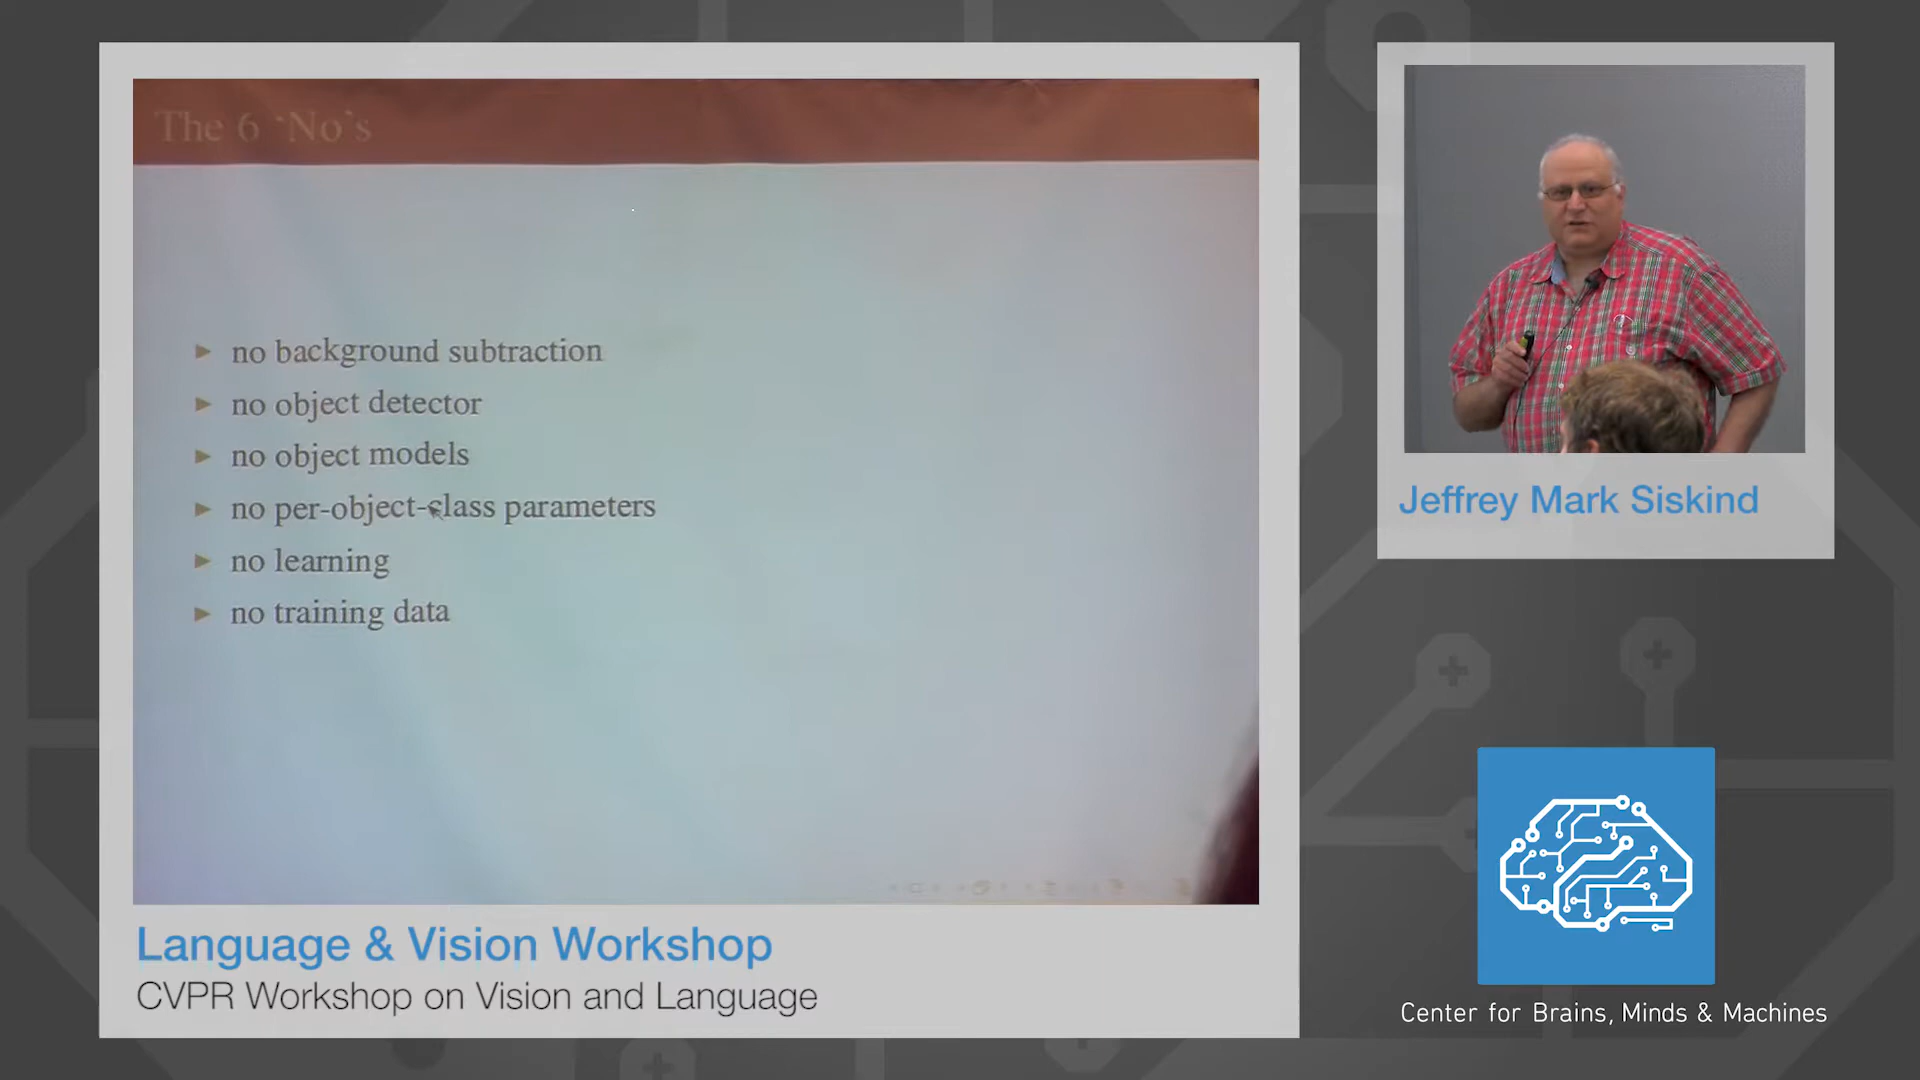 The 6 'No's
no background subtraction
no object detector
no object models
no per-object-class parameters
no learning
no training data
Jeffrey Mark Siskind
Language & Vision Workshop
CVPR Workshop on Vision and Language
Center for Brains, Minds & Machines